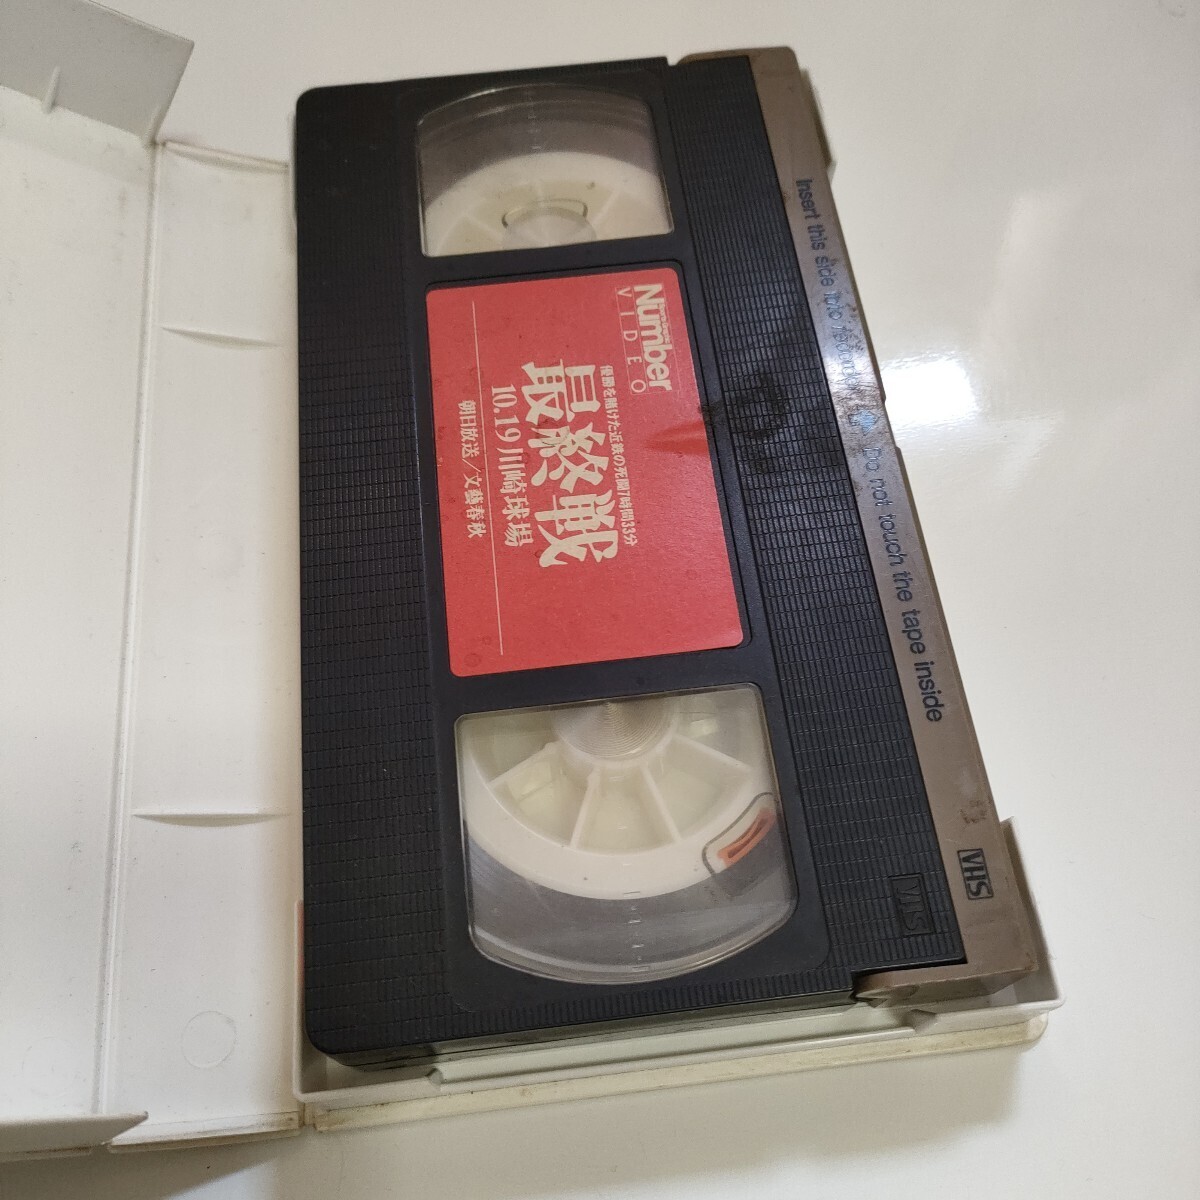 Number
VIDEO
優勝を賭けた近鉄の死闘7時間33分
最終戦
10.19川崎球場
朝日放送/文藝春秋
Insert this side into recorder Do not touch the tape inside
VHS
VHS